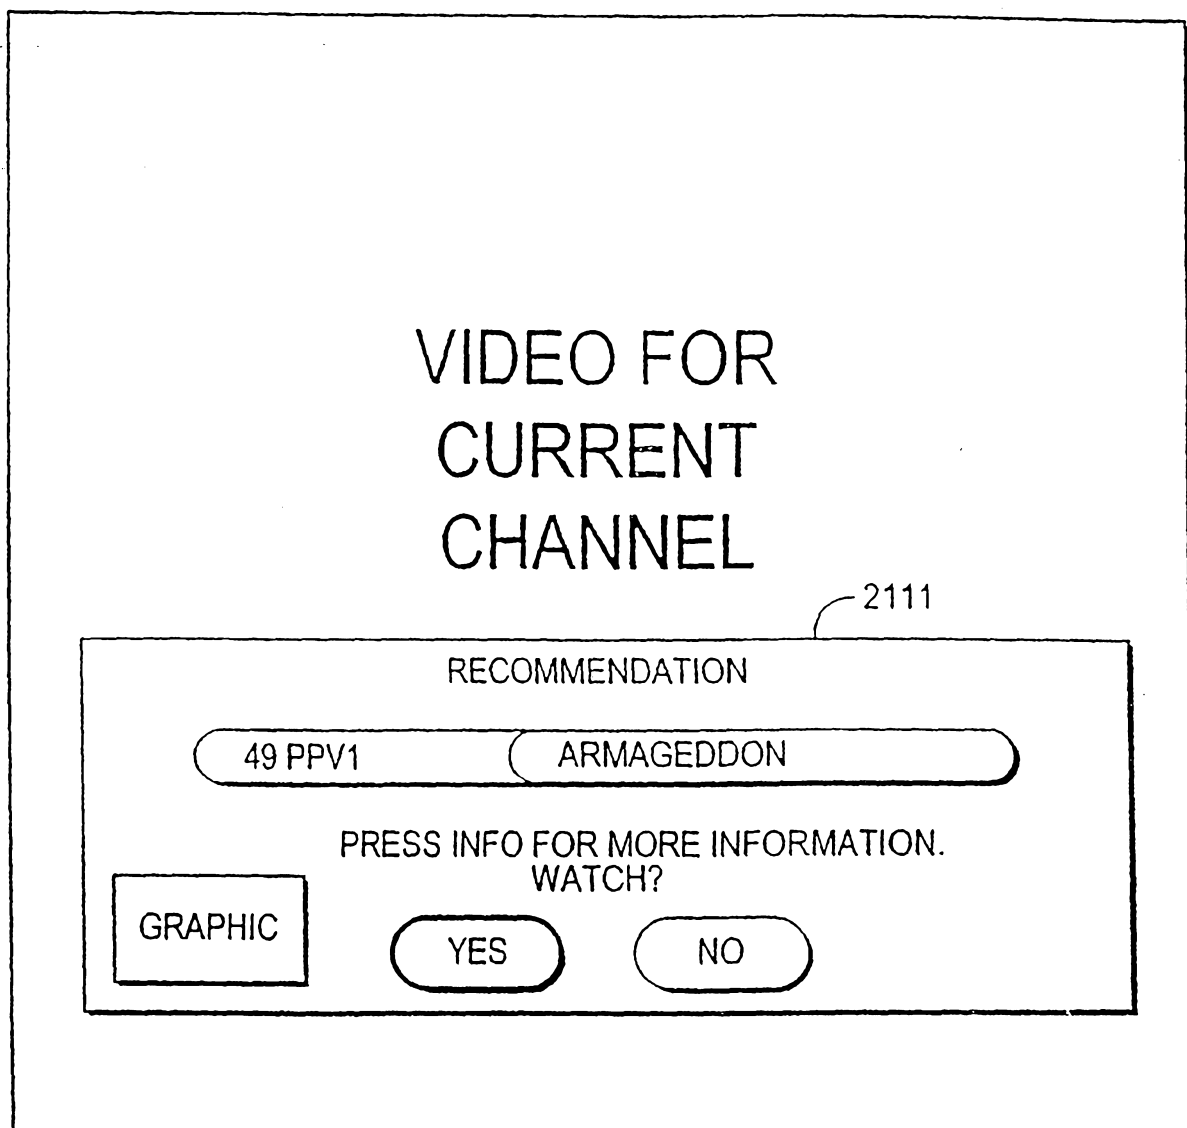 VIDEO FOR
CURRENT
CHANNEL
2111
RECOMMENDATION
49 PPV1 ARMAGEDDON
PRESS INFO FOR MORE INFORMATION.
WATCH?
GRAPHIC
YES NO